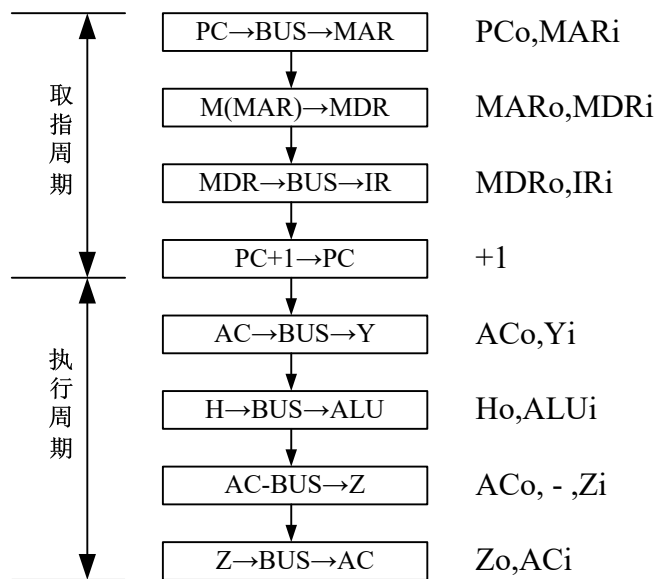 取指周期
PC→BUS→MAR PCo,MARi
M(MAR)→MDR MARo,MDRi
MDR→BUS→IR MDRo,IRi
PC+1→PC +1
执行周期
AC→BUS→Y ACo,Yi
H→BUS→ALU Ho,ALUi
AC-BUS→Z ACo, - ,Zi
Z→BUS→AC Zo,ACi